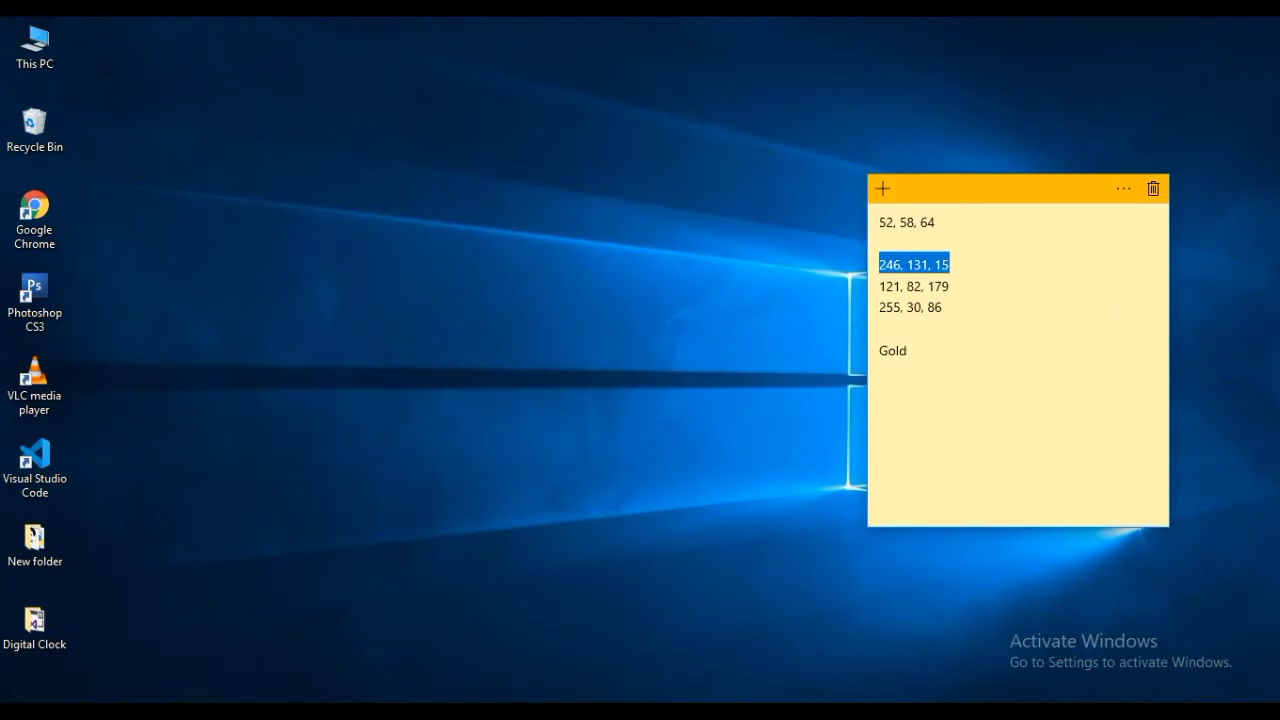 This PC
Recycle Bin
Google
Chrome
Ps
Photoshop
CS3
VLC media
player
Visual Studio
Code
New folder
Digital Clock
52, 58, 64
246, 131, 15
121, 82, 179
255, 30, 86
Gold
Activate Windows
Go to Settings to activate Windows.